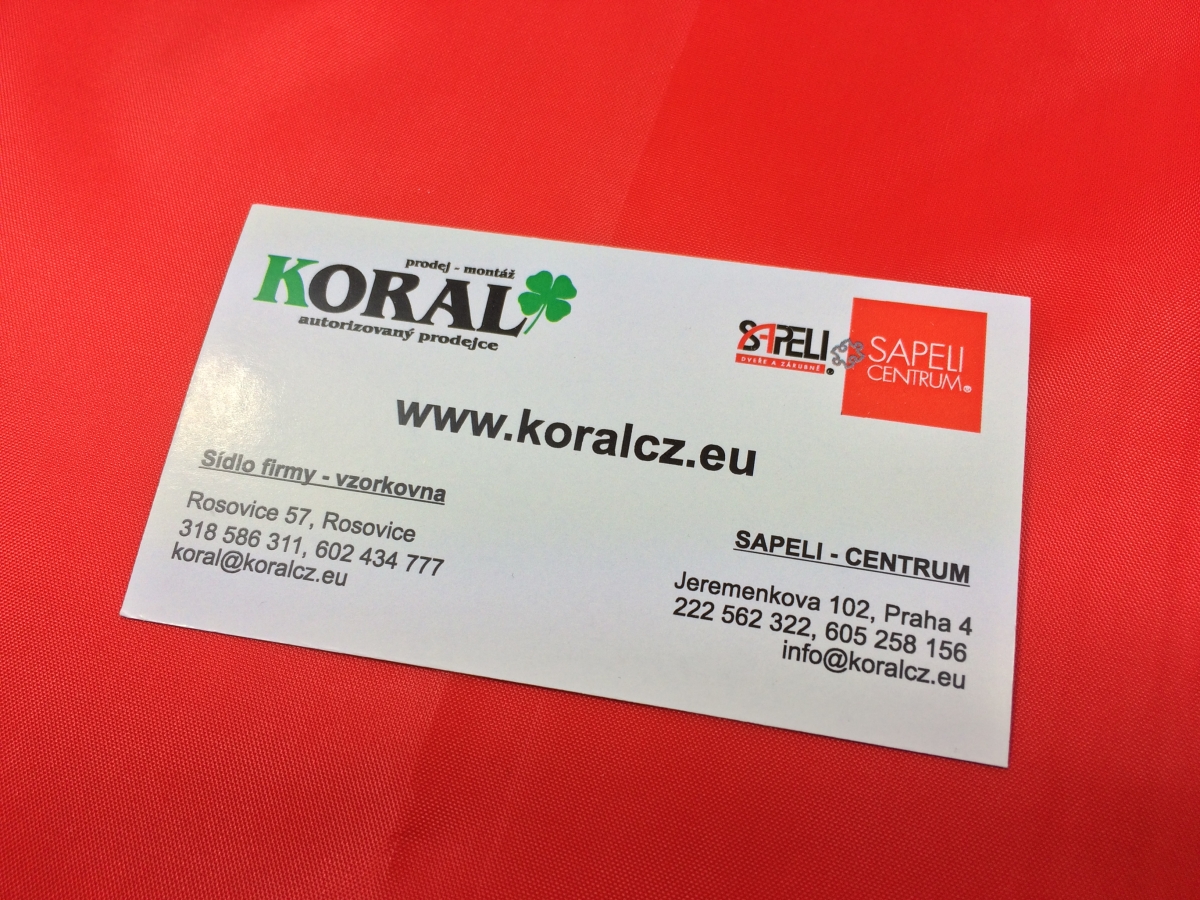 prodej - montáž
KORAL
autorizovaný prodejce
SAPELI
DVEŘE A ZÁRUBNĚ
®
SAPELI
CENTRUM®
www.koralcz.eu
Sídlo firmy - vzorkovna
Rosovice 57, Rosovice
318 586 311, 602 434 777
koral@koralcz.eu
SAPELI - CENTRUM
Jeremenkova 102, Praha 4
222 562 322, 605 258 156
info@koralcz.eu